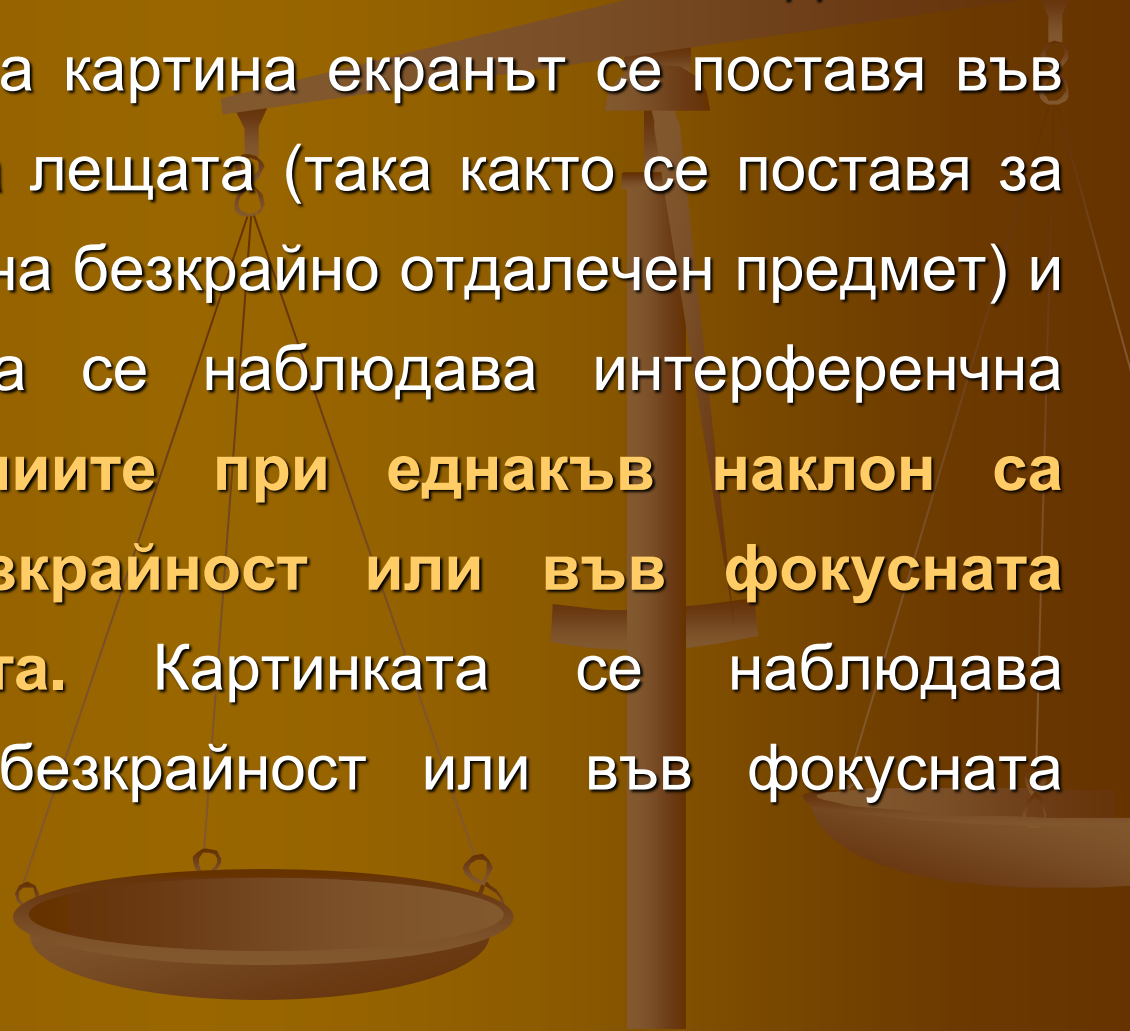 а картина екранът се поставя във
лещата (така както се поставя за
на безкрайно отдалечен предмет) и
а се наблюдава интерференчна
ниите при еднакъв наклон са
зкрайност или във фокусната
та. Картинката се наблюдава
безкрайност или във фокусната